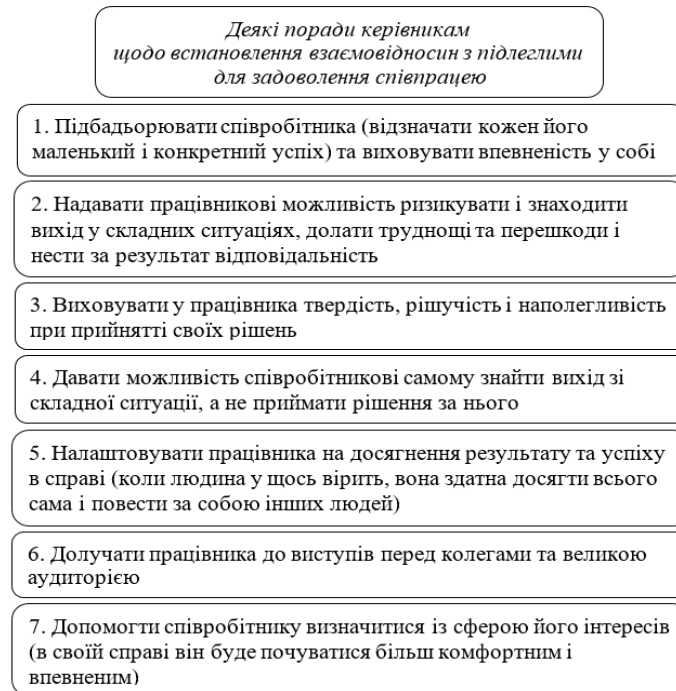 Деякі поради керівникам
щодо встановлення взаємовідносин з підлеглими
для задоволення співпрацею
1. Підбадьорювати співробітника (відзначати кожен його
маленький і конкретний успіх) та виховувати впевненість у собі
2. Надавати працівникові можливість ризикувати і знаходити
вихід у складних ситуаціях, долати труднощі та перешкоди і
нести за результат відповідальність
3. Виховувати у працівника твердість, рішучість і наполегливість
при прийнятті своїх рішень
4. Давати можливість співробітникові самому знайти вихід зі
складної ситуації, а не приймати рішення за нього
5. Налаштовувати працівника на досягнення результату та успіху
в справі (коли людина у щось вірить, вона здатна досягти всього
сама і повести за собою інших людей)
6. Долучати працівника до виступів перед колегами та великою
аудиторією
7. Допомогти співробітнику визначитися із сферою його інтересів
(в своїй справі він буде почуватися більш комфортним і
впевненим)